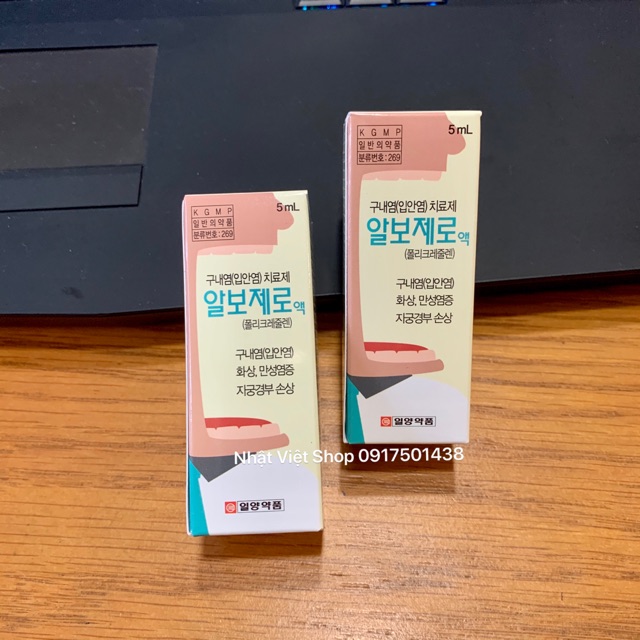 KGMP
일반의약품
분류번호:269
5mL
구내염(입안염) 치료제
알보제로액
(폴리크레줄렌)
구내염(입안염)
화상, 만성염증
자궁경부 손상
일양약품
KGMP
일반의약품
분류번호:269
5mL
구내염(입안염) 치료제
알보제로액
(폴리크레줄렌)
구내염(입안염)
화상, 만성염증
자궁경부 손상
일양약품
Nhật Việt Shop 0917501438